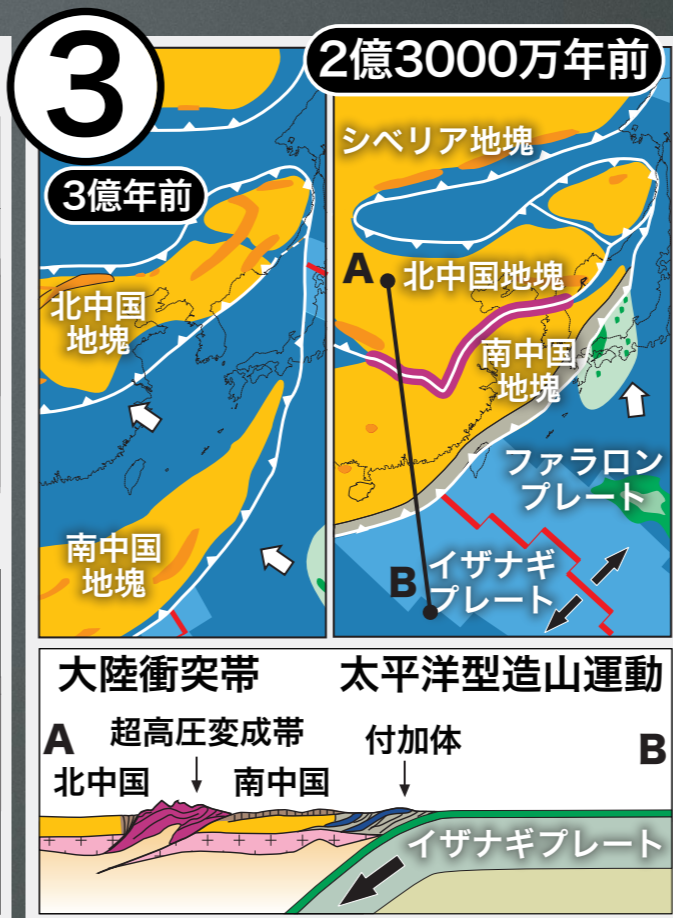 3
3億年前
北中国
地塊
南中国
地塊
2億3000万年前
シベリア地塊
A
北中国地塊
南中国
地塊
ファラロン
プレート
イザナギ
プレート
B
大陸衝突帯
太平洋型造山運動
A
超高圧変成帯
付加体
B
北中国
南中国
イザナギプレート